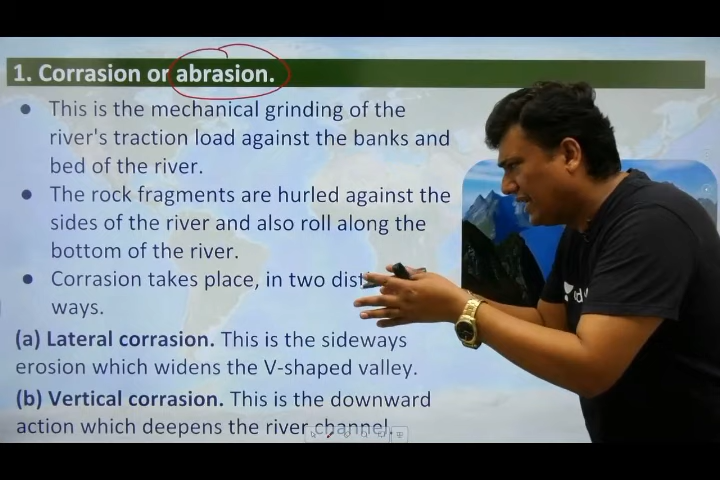 1. Corrasion or abrasion.
• This is the mechanical grinding of the
river's traction load against the banks and
bed of the river.
• The rock fragments are hurled against the
sides of the river and also roll along the
bottom of the river.
• Corrasion takes place, in two
ways.
(a) Lateral corrasion. This is the sideways
erosion which widens the V-shaped valley.
(b) Vertical corrasion. This is the downward
action which deepens the river channel.